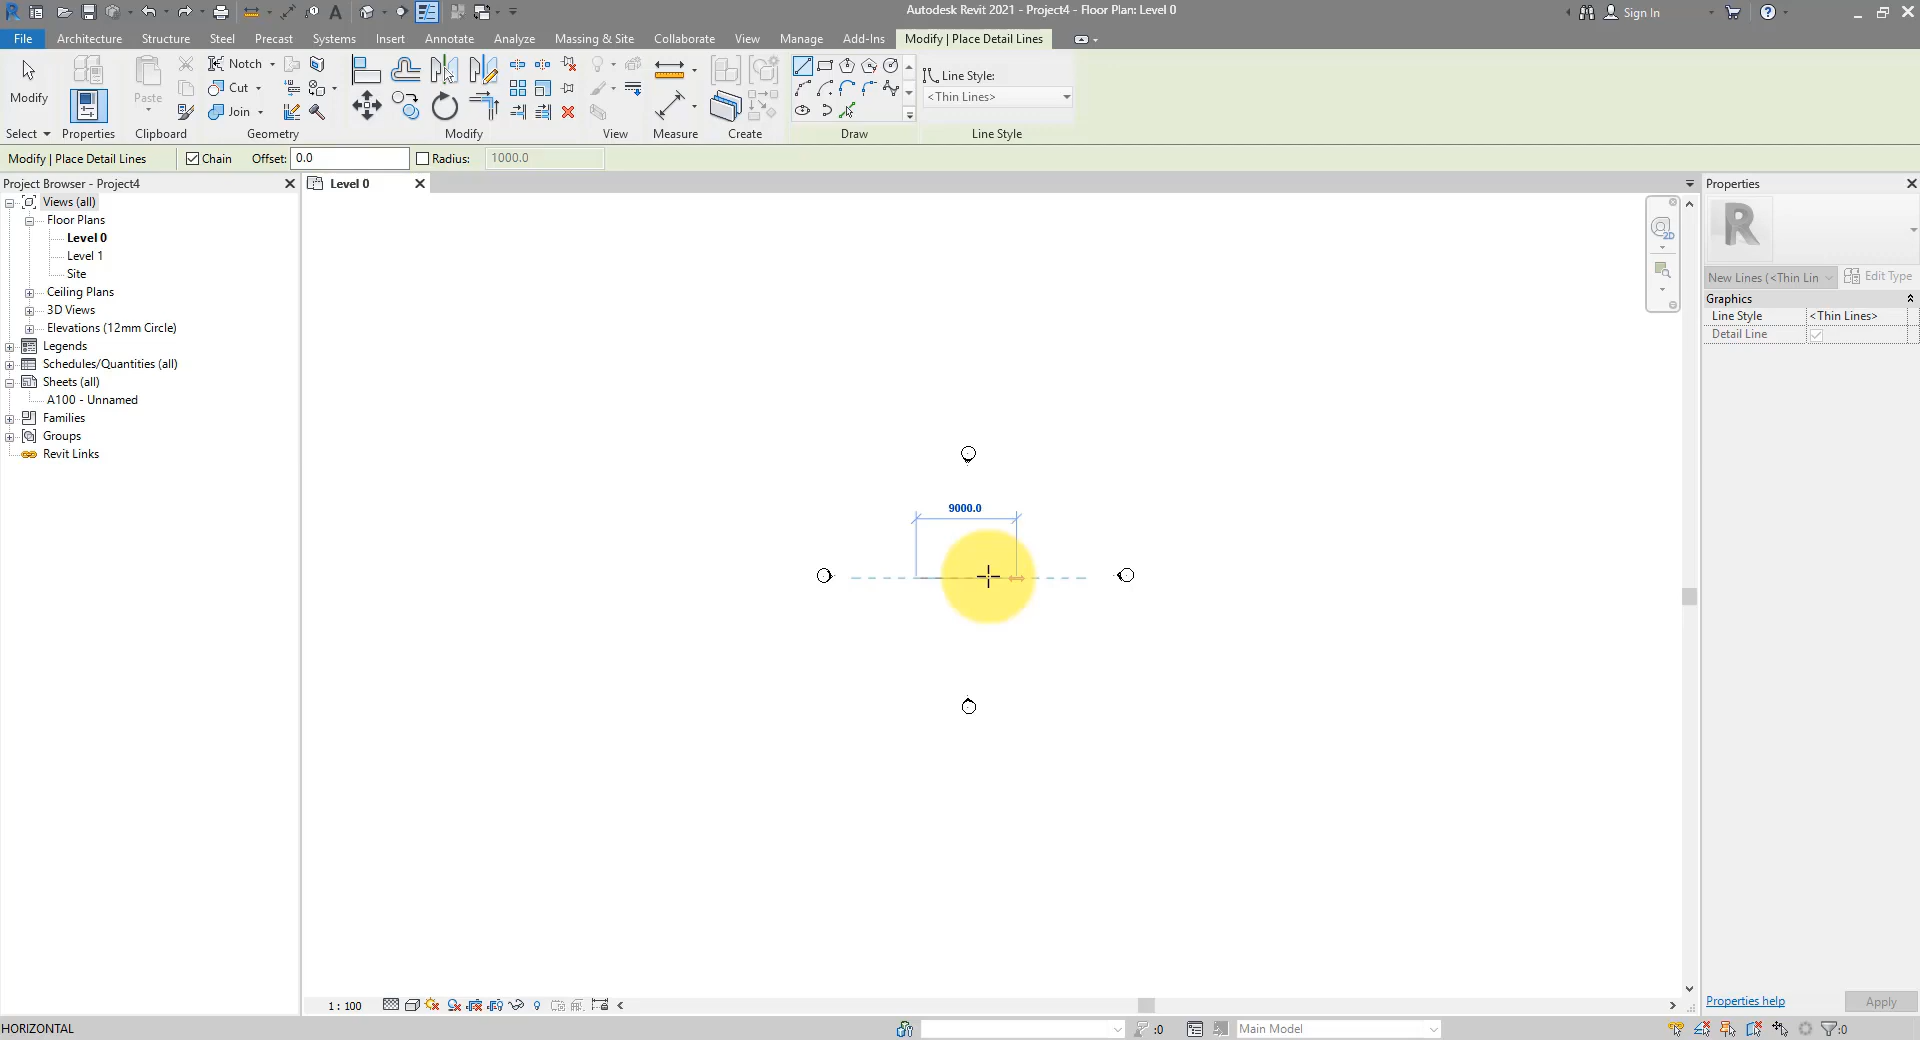 Autodesk Revit 2021 - Project4 - Floor Plan: Level 0
Sign In
File Architecture Structure Steel Precast Systems Insert Annotate Analyze Massing & Site Collaborate View Manage Add-Ins Modify | Place Detail Lines
Modify
Paste
Notch
Cut
Join
Line Style:
<Thin Lines>
Select Properties Clipboard Geometry Modify View Measure Create Draw Line Style
Modify | Place Detail Lines Chain Offset: 0.0 Radius: 1000.0
Project Browser - Project4
Level 0
Properties
Views (all)
Floor Plans
Level 0
Level 1
Site
Ceiling Plans
3D Views
Elevations (12mm Circle)
Legends
Schedules/Quantities (all)
Sheets (all)
A100 - Unnamed
Families
Groups
Revit Links
2D
9000.0
R
New Lines (<Thin Lin
Edit Type
Graphics
Line Style <Thin Lines>
Detail Line
1 : 100
Properties help
Apply
HORIZONTAL
:0
Main Model
:0